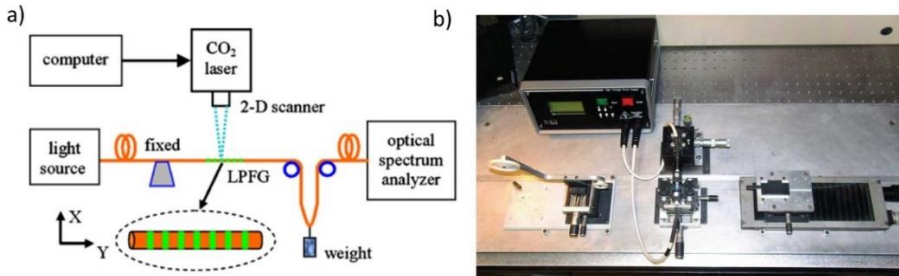 a)
b)
computer
CO₂
laser
2-D scanner
light
source
fixed
LPFG
optical
spectrum
analyzer
X
Y
weight